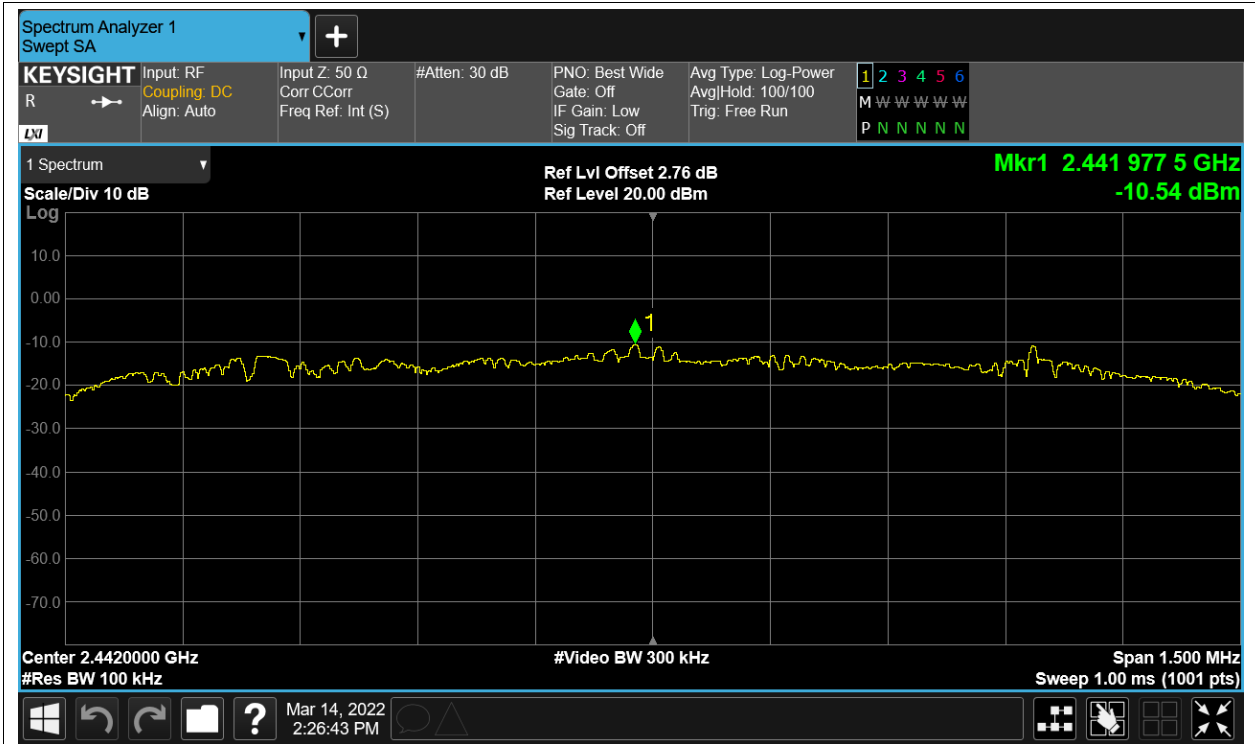 Spectrum Analyzer 1
Swept SA
KEYSIGHT
R
LXI
Input: RF
Coupling: DC
Align: Auto
Input Z: 50 Ω
Corr CCorr
Freq Ref: Int (S)
#Atten: 30 dB
PNO: Best Wide
Gate: Off
IF Gain: Low
Sig Track: Off
Avg Type: Log-Power
Avg|Hold: 100/100
Trig: Free Run
1 2 3 4 5 6
M W W W W W
P N N N N N
1 Spectrum
Scale/Div 10 dB
Log
Ref Lvl Offset 2.76 dB
Ref Level 20.00 dBm
Mkr1 2.441 977 5 GHz
-10.54 dBm
10.0
0.00
-10.0
-20.0
-30.0
-40.0
-50.0
-60.0
-70.0
1
Center 2.4420000 GHz
#Res BW 100 kHz
#Video BW 300 kHz
Span 1.500 MHz
Sweep 1.00 ms (1001 pts)
?
Mar 14, 2022
2:26:43 PM